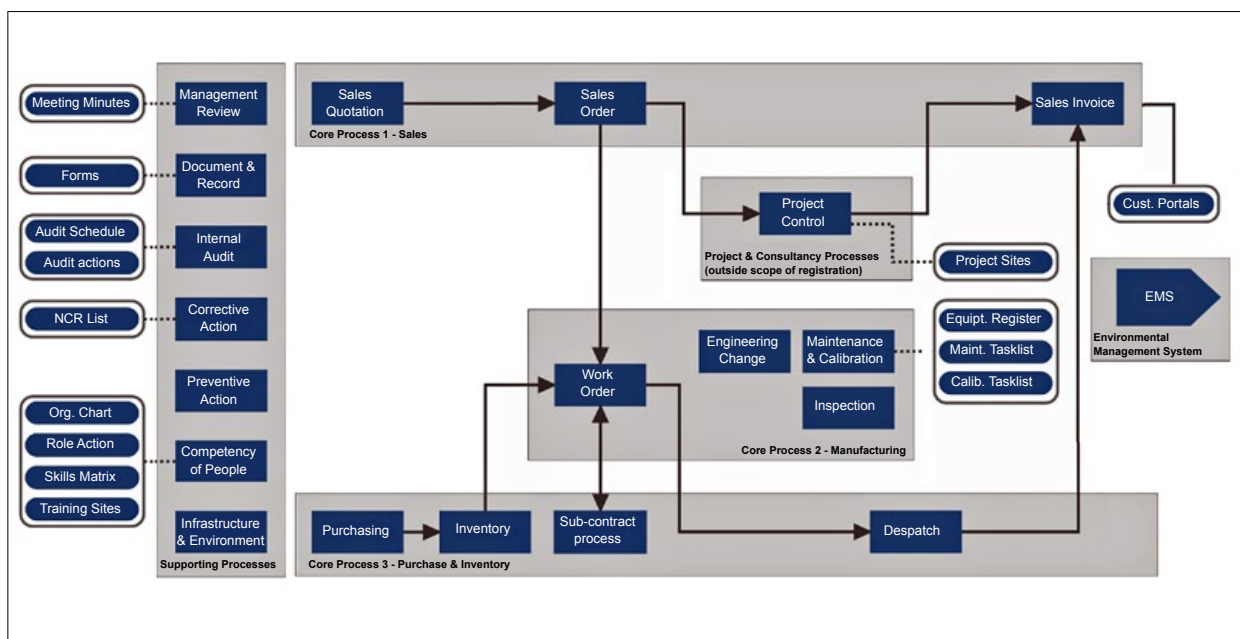 Meeting Minutes
Forms
Audit Schedule
Audit actions
NCR List
Org. Chart
Role Action
Skills Matrix
Training Sites
Management
Review
Document &
Record
Internal
Audit
Corrective
Action
Preventive
Action
Competency
of People
Infrastructure
& Environment
Supporting Processes
Sales
Quotation
Sales
Order
Sales Invoice
Core Process 1 - Sales
Cust. Portals
Project
Control
Project & Consultancy Processes
(outside scope of registration)
Project Sites
EMS
Environmental
Management System
Engineering
Change
Maintenance
& Calibration
Work
Order
Inspection
Core Process 2 - Manufacturing
Equipt. Register
Maint. Tasklist
Calib. Tasklist
Purchasing
Inventory
Sub-contract
process
Despatch
Core Process 3 - Purchase & Inventory